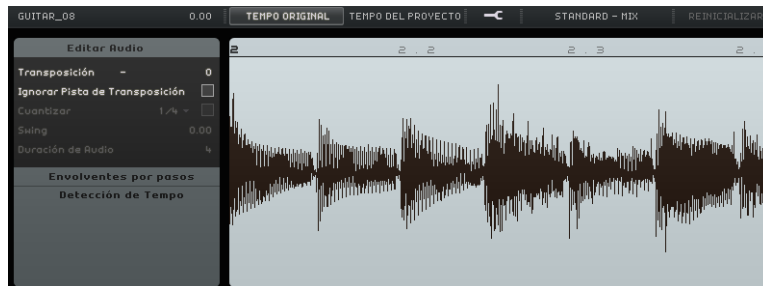 GUITAR_08 0.00 TEMPO ORIGINAL TEMPO DEL PROYECTO STANDARD - MIX REINICIALIZAR
Editar Audio
2 2 . 2 2 . 3 2 .
Transposición - 0
Ignorar Pista de Transposición
Cuantizar 1/4
Swing 0.00
Duración de Audio 4
Envolventes por pasos
Detección de Tempo